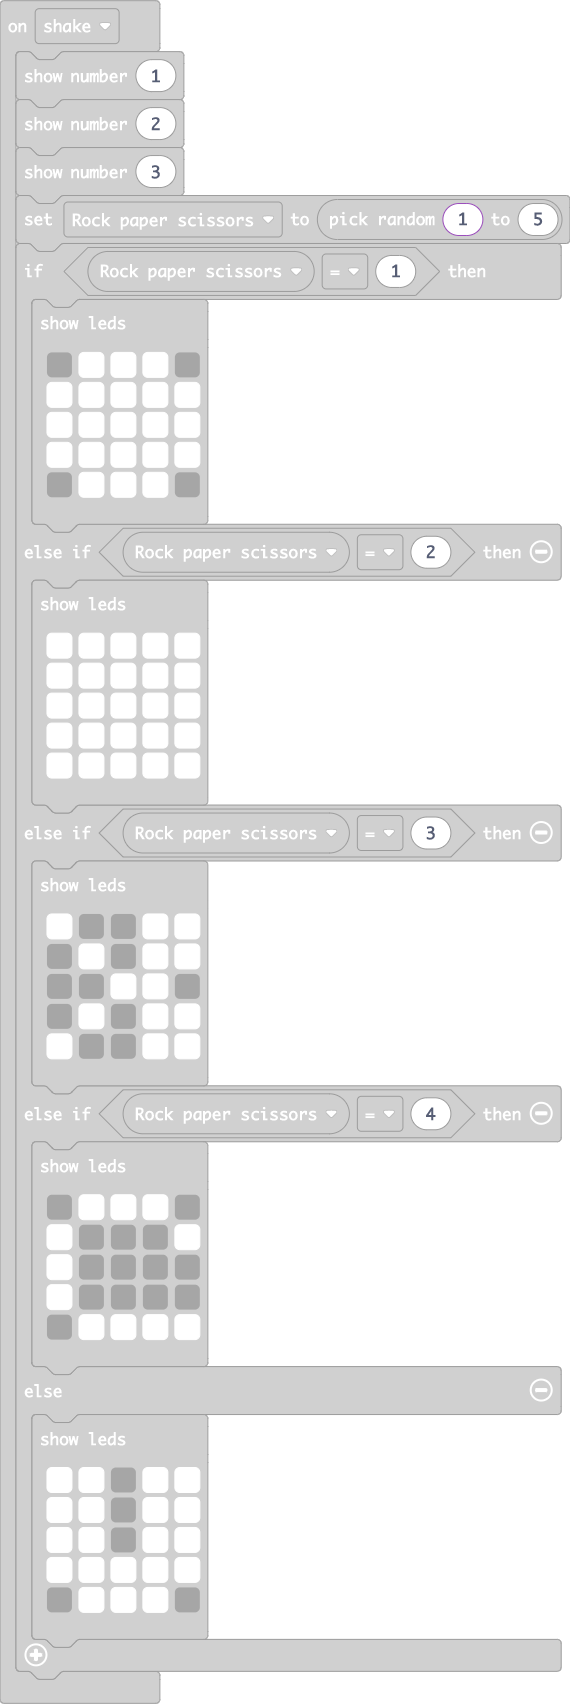 on shake
show number 1
show number 2
show number 3
set Rock paper scissors to pick random 1 to 5
if Rock paper scissors = 1 then
show leds
else if Rock paper scissors = 2 then
show leds
else if Rock paper scissors = 3 then
show leds
else if Rock paper scissors = 4 then
show leds
else
show leds